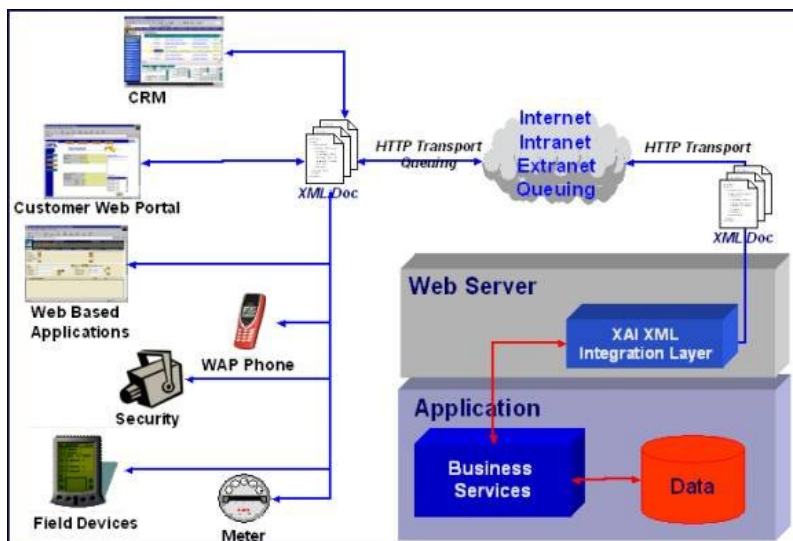 CRM
Customer Web Portal
Web Based
Applications
WAP Phone
Security
Field Devices
Meter
XML Doc
HTTP Transport
Queuing
Internet
Intranet
Extranet
Queuing
HTTP Transport
XML Doc
Web Server
XAI XML
Integration Layer
Application
Business
Services
Data